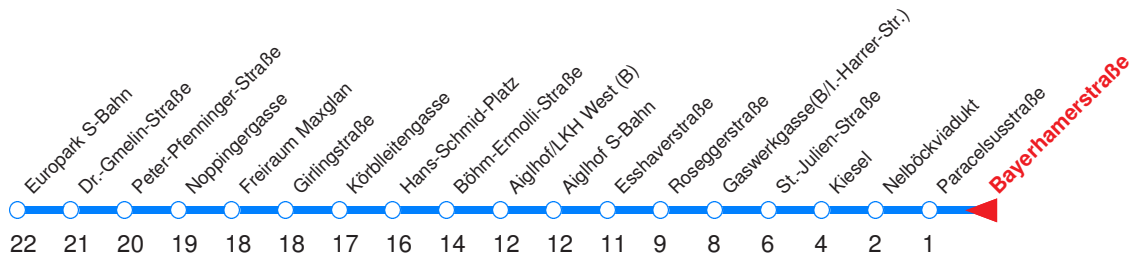 Europark S-Bahn
Dr.-Gmelin-Straße
Peter-Pfenninger-Straße
Noppingergasse
Freiraum Maxglan
Girlingstraße
Körblleitengasse
Hans-Schmid-Platz
Böhm-Ermolli-Straße
Aiglhof/LKH West (B)
Aiglhof S-Bahn
Esshaverstraße
Roseggerstraße
Gaswerkgasse(B/I.-Harrer-Str.)
St.-Julien-Straße
Kiesel
Nelböckviadukt
Paracelsusstraße
Bayerhamerstraße
22 21 20 19 18 18 17 16 14 12 12 11 9 8 6 4 2 1